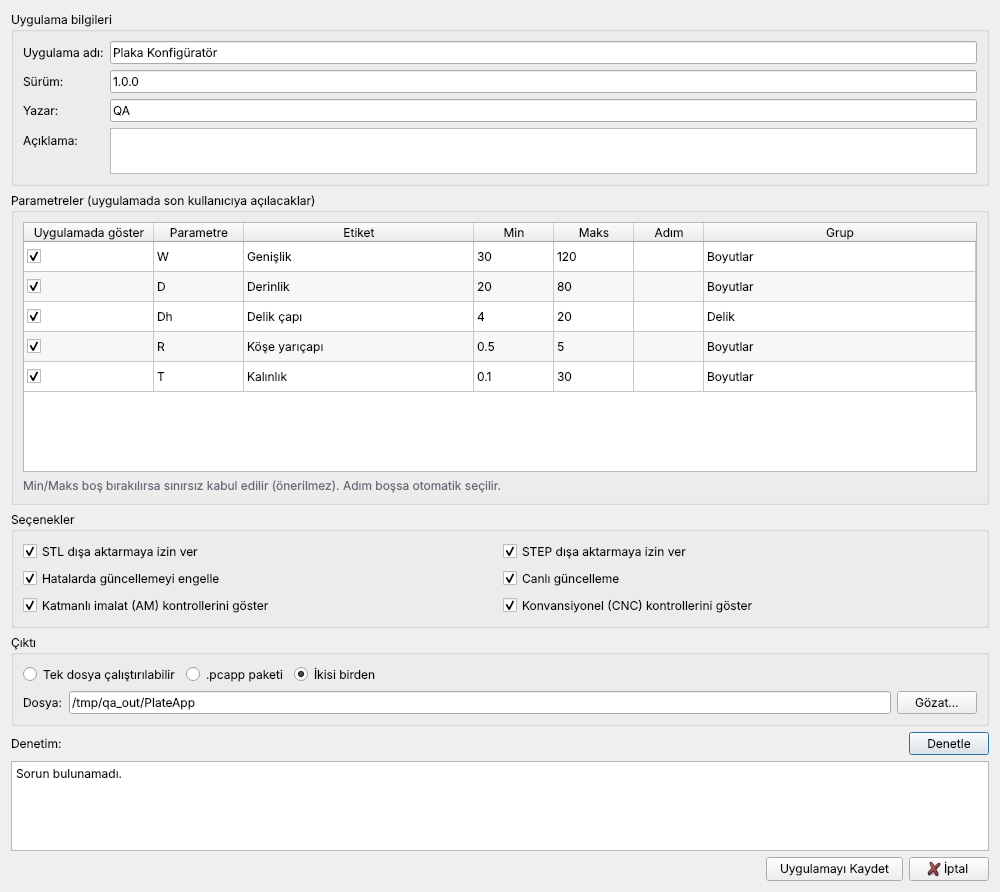 Uygulama bilgileri
Uygulama adı: Plaka Konfigüratör
Sürüm: 1.0.0
Yazar: QA
Açıklama:
Parametreler (uygulamada son kullanıcıya açılacaklar)
Uygulamada göster Parametre Etiket Min Maks Adım Grup
W Genişlik 30 120 Boyutlar
D Derinlik 20 80 Boyutlar
Dh Delik çapı 4 20 Delik
R Köşe yarıçapı 0.5 5 Boyutlar
T Kalınlık 0.1 30 Boyutlar
Min/Maks boş bırakılırsa sınırsız kabul edilir (önerilmez). Adım boşsa otomatik seçilir.
Seçenekler
STL dışa aktarmaya izin ver STEP dışa aktarmaya izin ver
Hatalarda güncellemeyi engelle Canlı güncelleme
Katmanlı imalat (AM) kontrollerini göster Konvansiyonel (CNC) kontrollerini göster
Çıktı
Tek dosya çalıştırılabilir .pcapp paketi İkisi birden
Dosya: /tmp/qa_out/PlateApp Gözat...
Denetim: Denetle
Sorun bulunamadı.
Uygulamayı Kaydet İptal